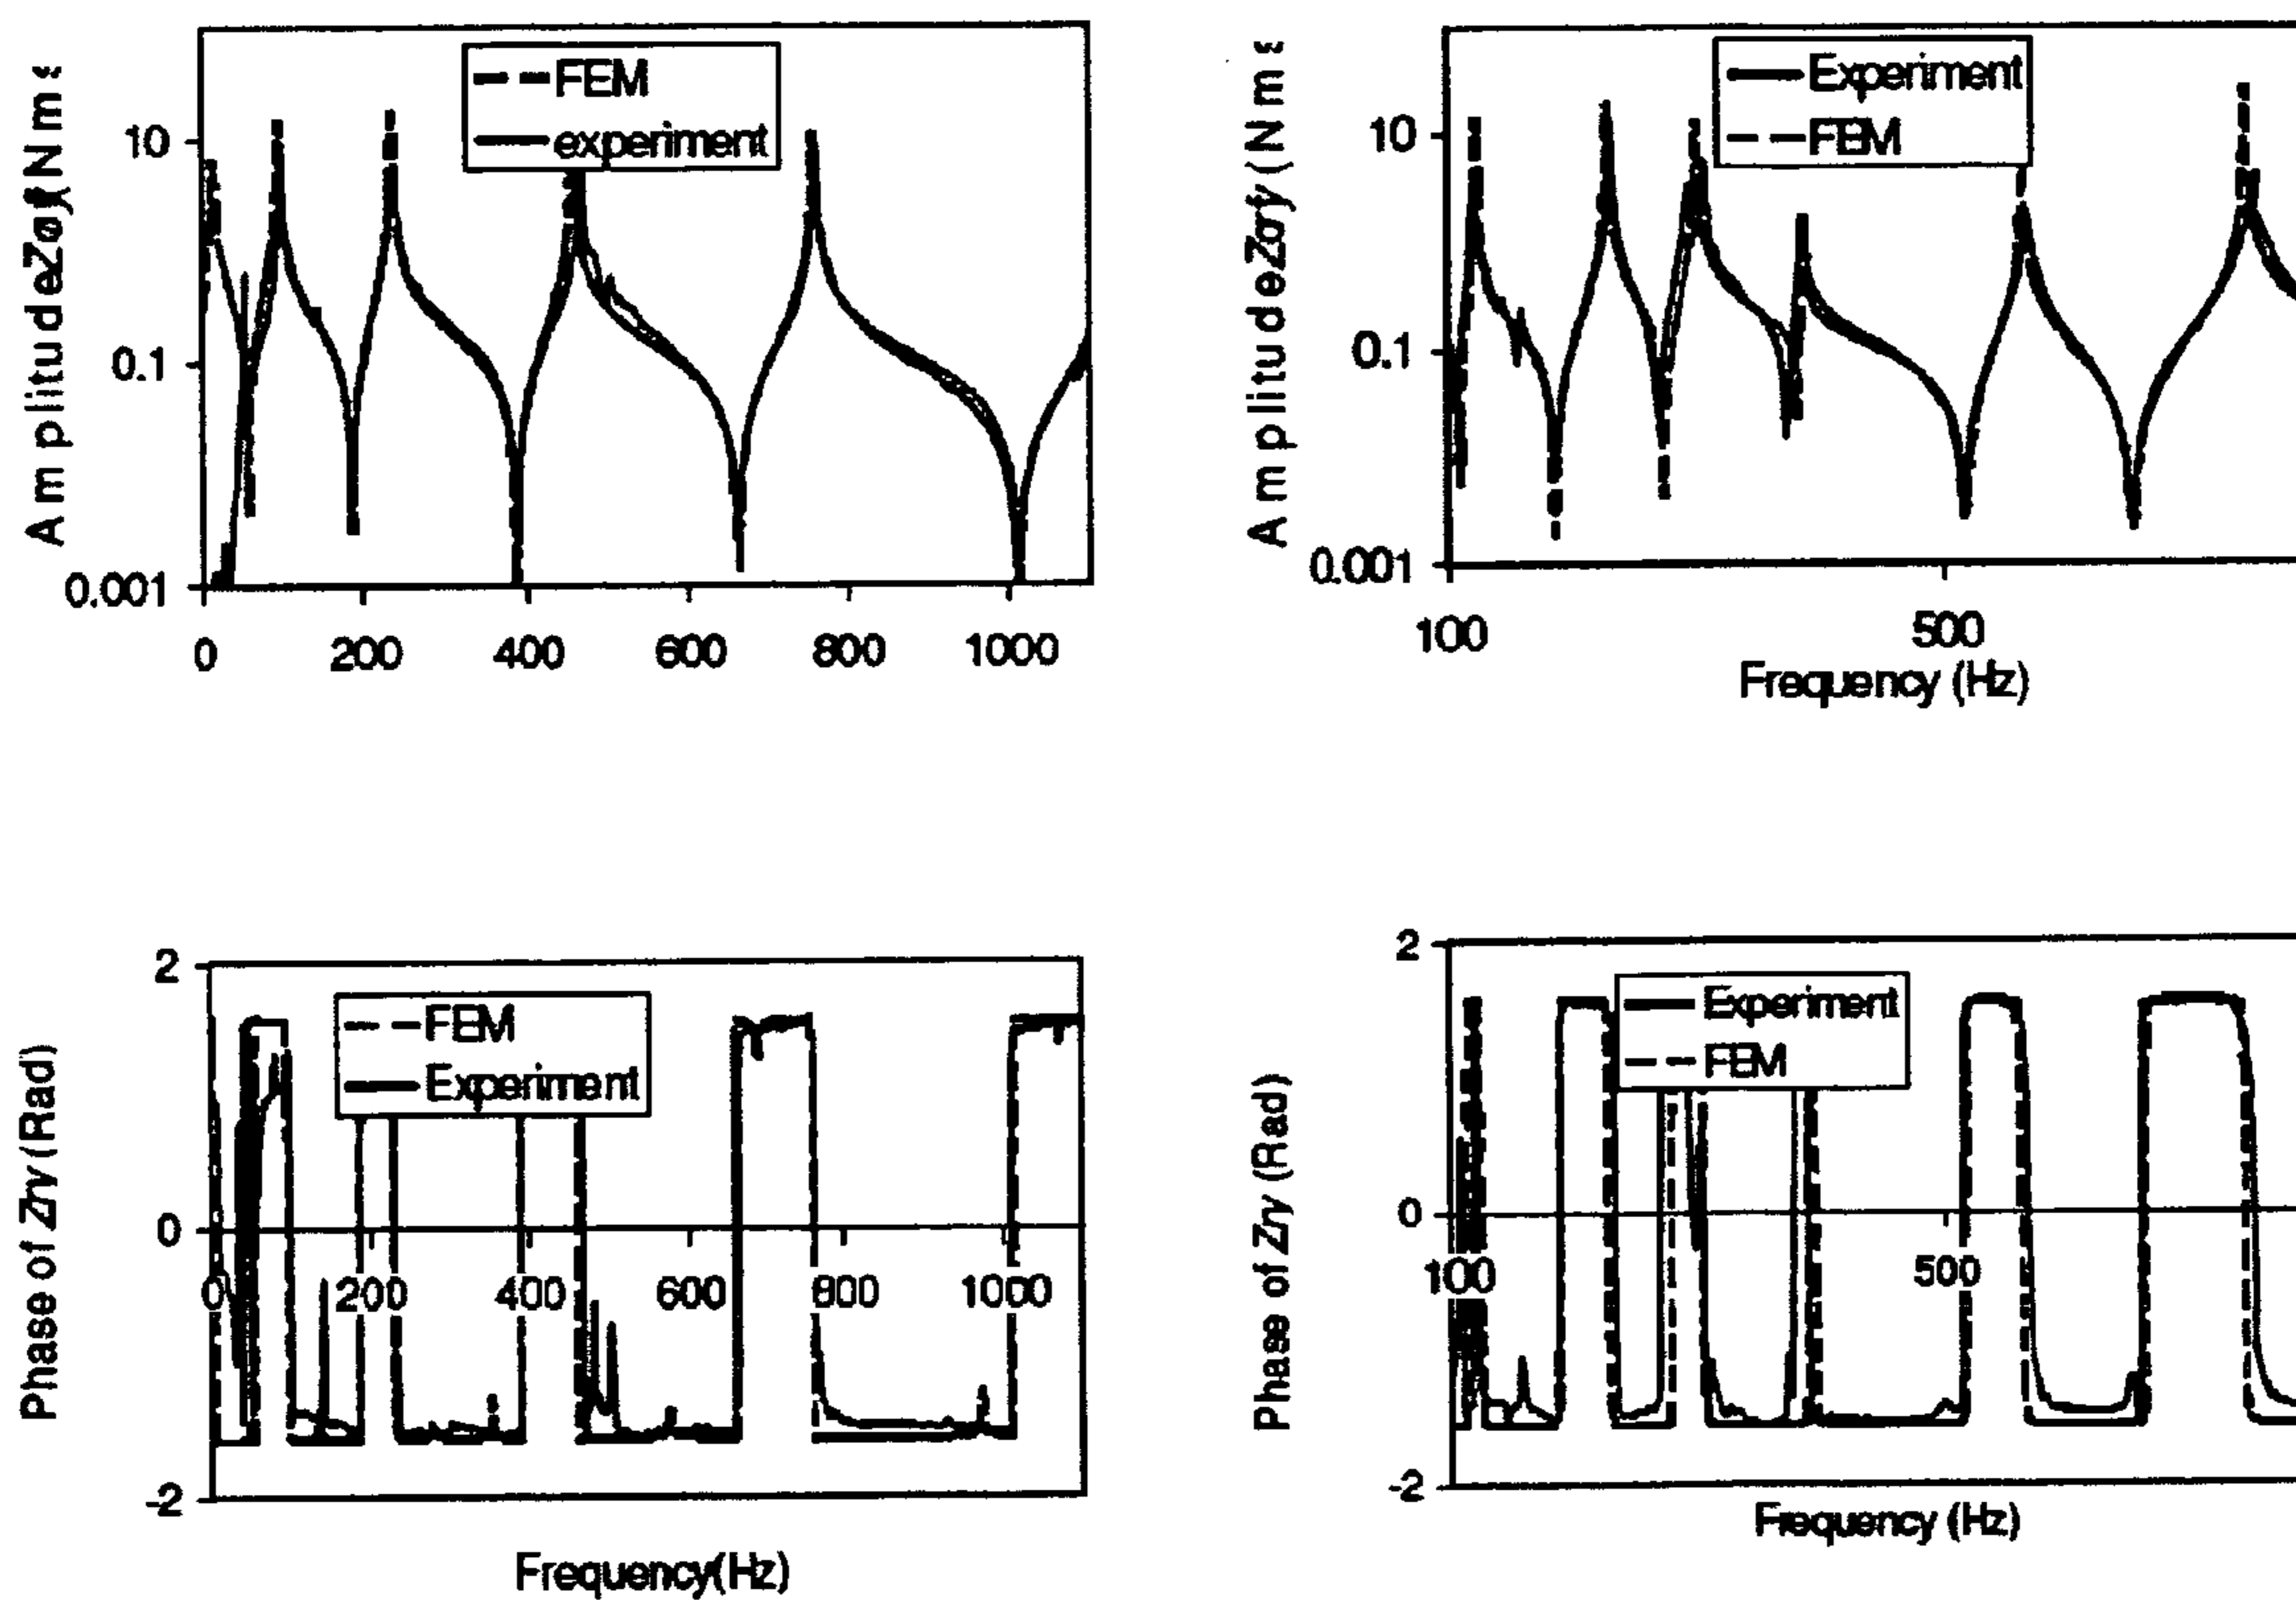 FEM
experiment
10
0.1
0.001
0 200 400 600 800 1000
Experiment
FEM
10
0.1
0.001
100 500
Frequency (Hz)
Phase of Zry (Rad)
2
0
-2
FEM
Experiment
0 200 400 600 800 1000
Frequency(Hz)
Phase of Zry (Rad)
2
0
-2
Experiment
FEM
100 500
Frequency (Hz)